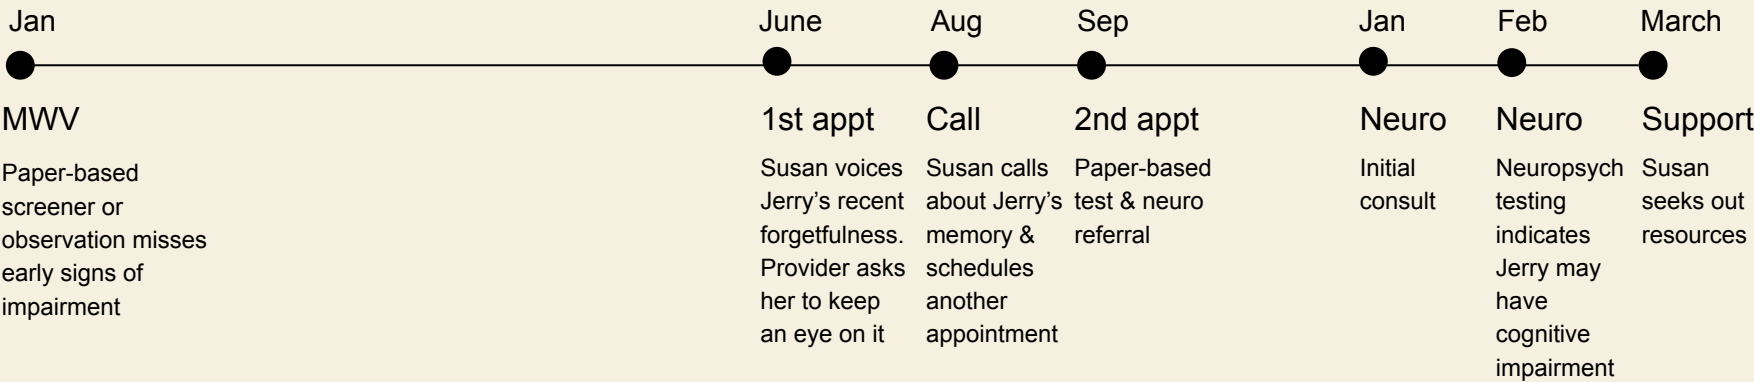 Jan
MWV
Paper-based
screener or
observation misses
early signs of
impairment
June
1st appt
Susan voices
Jerry’s recent
forgetfulness.
Provider asks
her to keep
an eye on it
Aug
Call
Susan calls
about Jerry’s
memory &
schedules
another
appointment
Sep
2nd appt
Paper-based
test & neuro
referral
Jan
Neuro
Initial
consult
Feb
Neuro
Neuropsych
testing
indicates
Jerry may
have
cognitive
impairment
March
Support
Susan
seeks out
resources